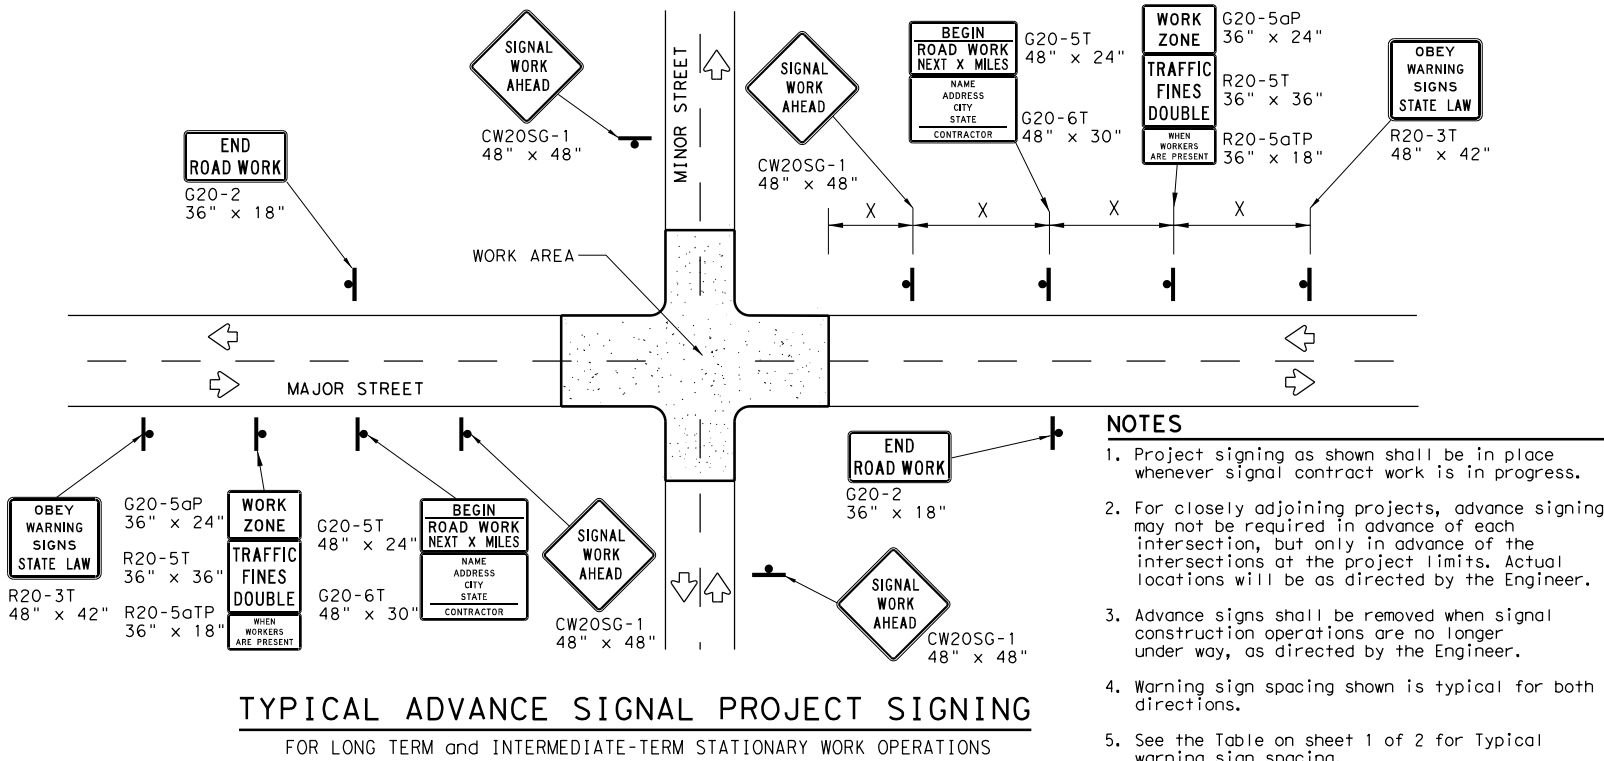 SIGNAL
WORK
AHEAD
CW20SG-1
48" x 48"
END
ROAD WORK
G20-2
36" x 18"
MINOR STREET
SIGNAL
WORK
AHEAD
CW20SG-1
48" x 48"
BEGIN
ROAD WORK
NEXT X MILES
G20-5T
48" x 24"
NAME
ADDRESS
CITY
STATE
CONTRACTOR
G20-6T
48" x 30"
WORK
ZONE
G20-5aP
36" x 24"
TRAFFIC
FINES
DOUBLE
R20-5T
36" x 36"
WHEN
WORKERS
ARE PRESENT
R20-5aTP
36" x 18"
OBEY
WARNING
SIGNS
STATE LAW
R20-3T
48" x 42"
X
X
X
X
WORK AREA
MAJOR STREET
OBEY
WARNING
SIGNS
STATE LAW
R20-3T
48" x 42"
G20-5aP
36" x 24"
R20-5T
36" x 36"
R20-5aTP
36" x 18"
WORK
ZONE
TRAFFIC
FINES
DOUBLE
WHEN
WORKERS
ARE PRESENT
G20-5T
48" x 24"
G20-6T
48" x 30"
BEGIN
ROAD WORK
NEXT X MILES
NAME
ADDRESS
CITY
STATE
CONTRACTOR
SIGNAL
WORK
AHEAD
CW20SG-1
48" x 48"
END
ROAD WORK
G20-2
36" x 18"
SIGNAL
WORK
AHEAD
CW20SG-1
48" x 48"
TYPICAL ADVANCE SIGNAL PROJECT SIGNING
FOR LONG TERM and INTERMEDIATE-TERM STATIONARY WORK OPERATIONS
NOTES
1. Project signing as shown shall be in place
whenever signal contract work is in progress.
2. For closely adjoining projects, advance signing
may not be required in advance of each
intersection, but only in advance of the
intersections at the project limits. Actual
locations will be as directed by the Engineer.
3. Advance signs shall be removed when signal
construction operations are no longer
under way, as directed by the Engineer.
4. Warning sign spacing shown is typical for both
directions.
5. See the Table on sheet 1 of 2 for Typical
warning sign spacing